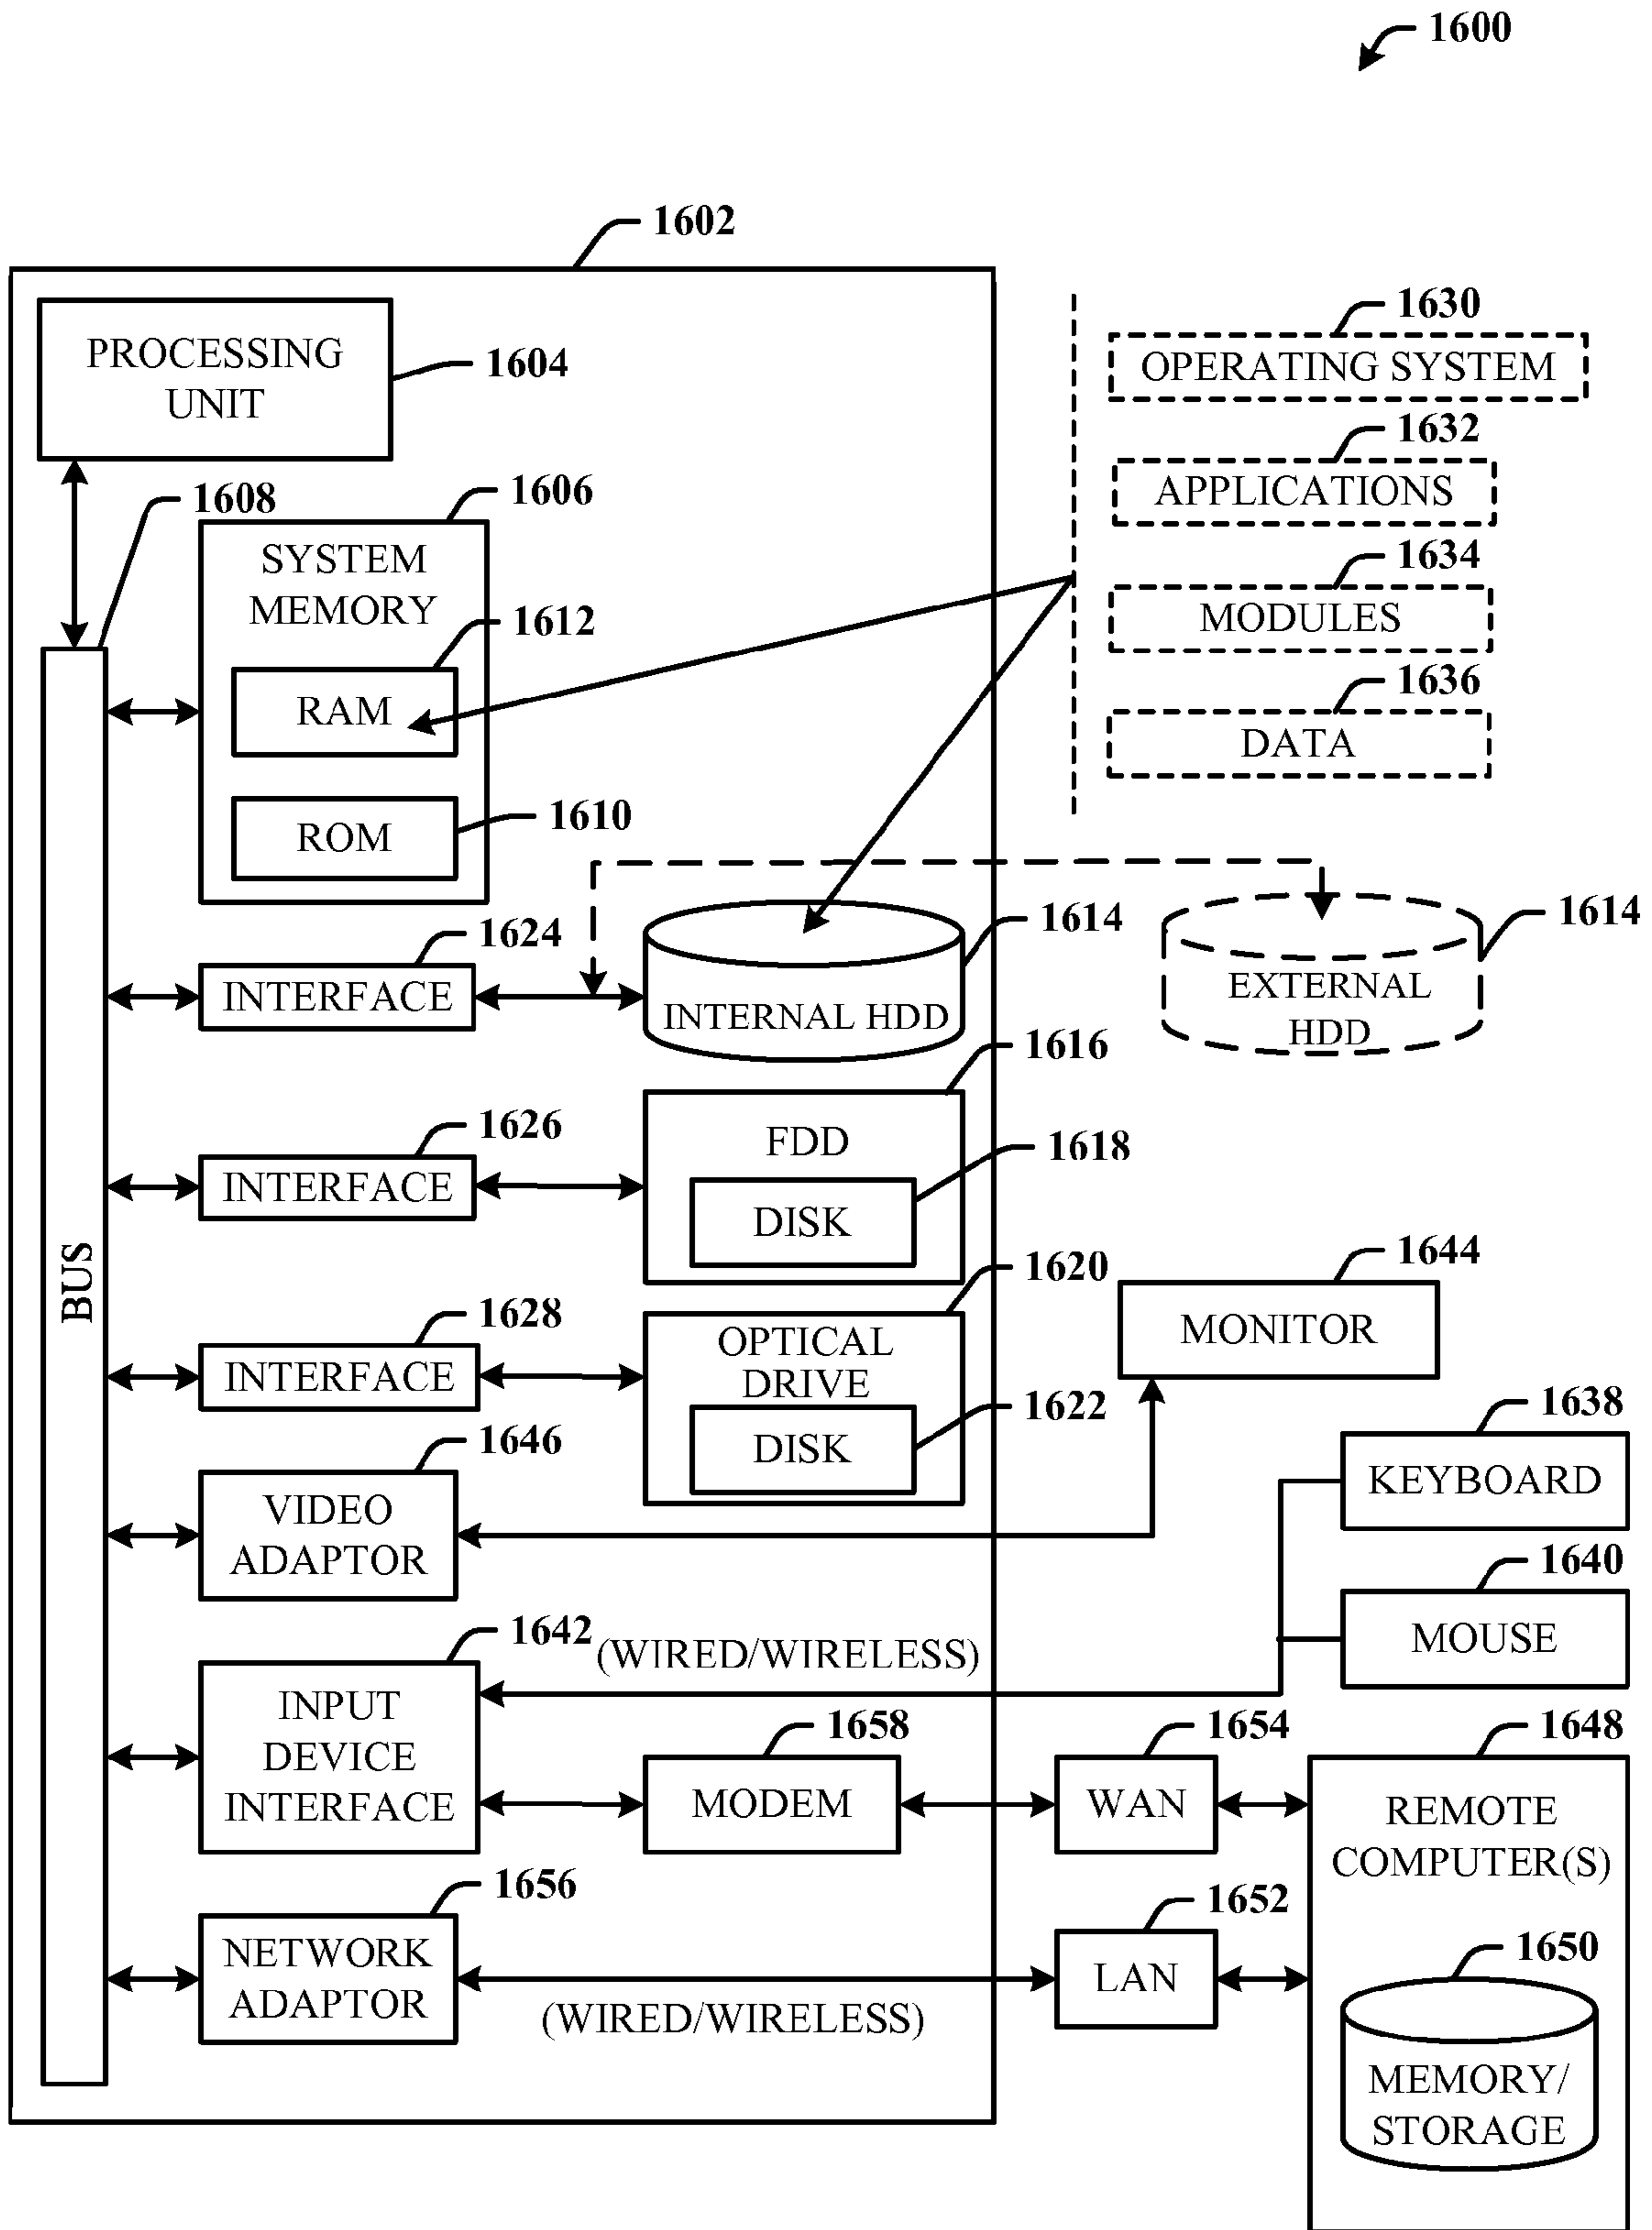 1600
1602
PROCESSING
UNIT
1604
1630
OPERATING SYSTEM
1632
APPLICATIONS
1634
MODULES
1636
DATA
1608
1606
SYSTEM
MEMORY
1612
RAM
1610
ROM
BUS
1624
INTERFACE
1614
INTERNAL HDD
1614
EXTERNAL
HDD
1626
INTERFACE
1616
FDD
1618
DISK
1628
INTERFACE
1620
OPTICAL
DRIVE
1622
DISK
1644
MONITOR
1646
VIDEO
ADAPTOR
1638
KEYBOARD
1640
MOUSE
1642
(WIRED/WIRELESS)
INPUT
DEVICE
INTERFACE
1658
MODEM
1654
WAN
1648
REMOTE
COMPUTER(S)
1656
NETWORK
ADAPTOR
(WIRED/WIRELESS)
1652
LAN
1650
MEMORY/
STORAGE